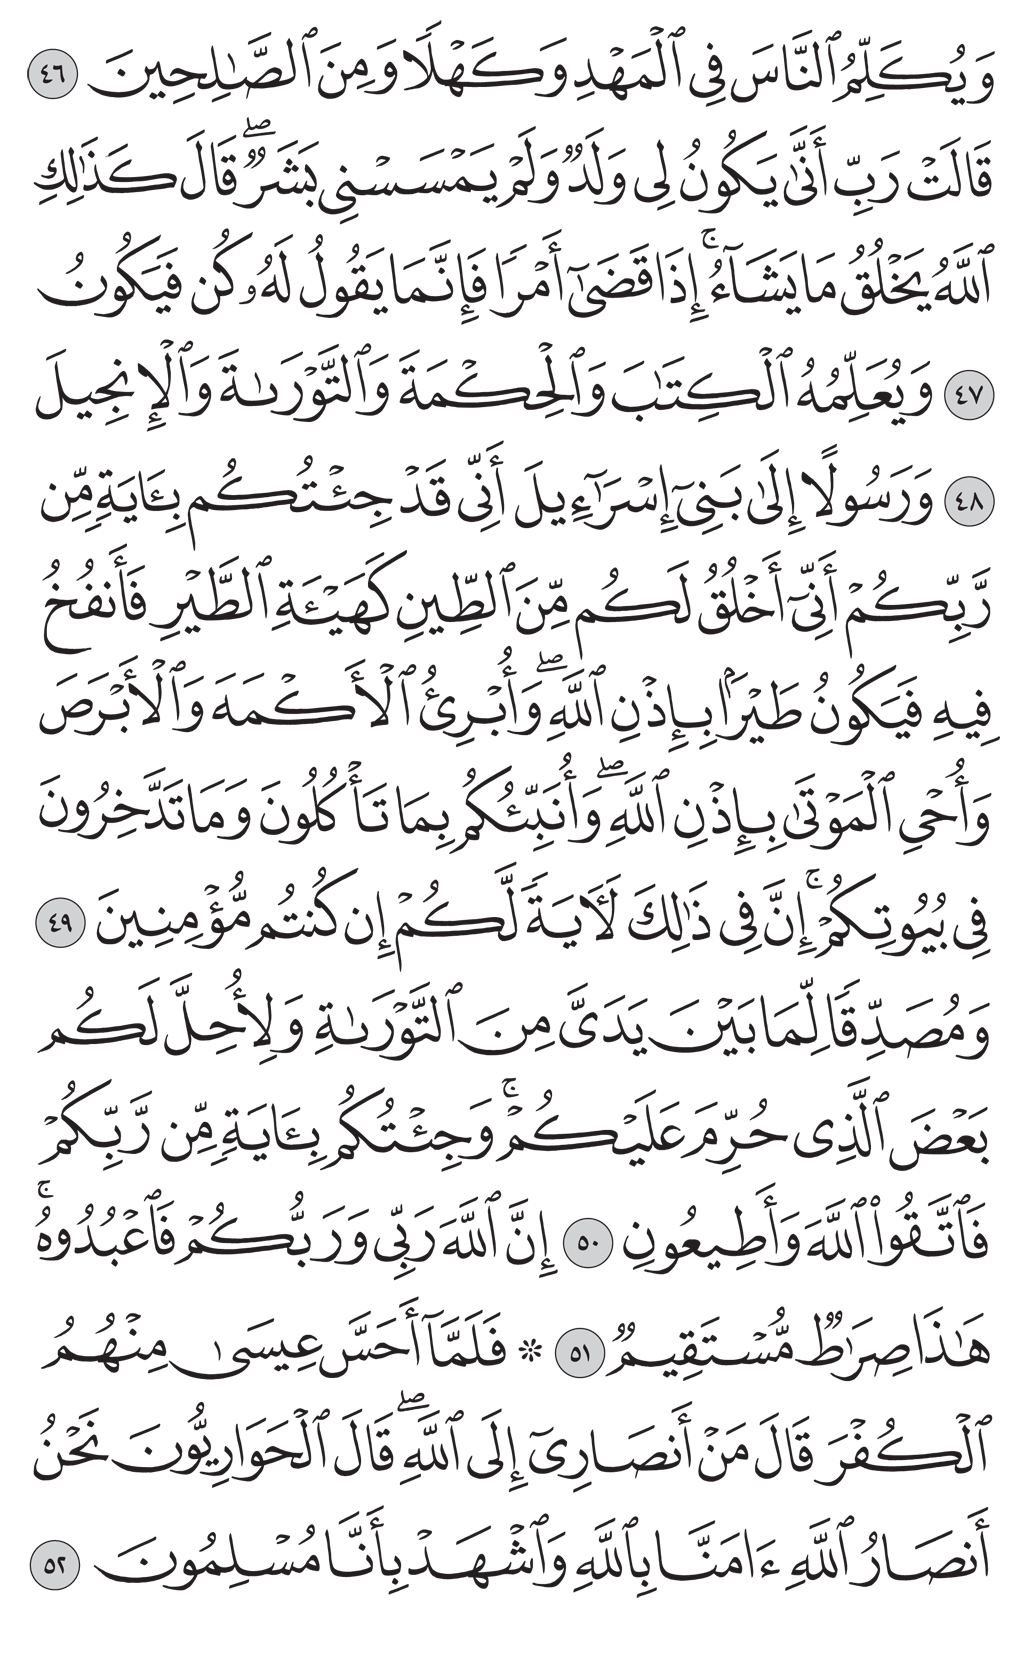 وَيُكَلِّمُ ٱلنَّاسَ فِي ٱلۡمَهۡدِ وَكَهۡلٗا وَمِنَ ٱلصَّٰلِحِينَ ٤٦
قَالَتۡ رَبِّ أَنَّىٰ يَكُونُ لِي وَلَدٞ وَلَمۡ يَمۡسَسۡنِي بَشَرٞۖ قَالَ كَذَٰلِكِ
ٱللَّهُ يَخۡلُقُ مَا يَشَآءُۚ إِذَا قَضَىٰٓ أَمۡرٗا فَإِنَّمَا يَقُولُ لَهُۥ كُن فَيَكُونُ
٤٧ وَيُعَلِّمُهُ ٱلۡكِتَٰبَ وَٱلۡحِكۡمَةَ وَٱلتَّوۡرَىٰةَ وَٱلۡإِنجِيلَ
٤٨ وَرَسُولًا إِلَىٰ بَنِيٓ إِسۡرَٰٓءِيلَ أَنِّي قَدۡ جِئۡتُكُم بِـَٔايَةٖ مِّن
رَّبِّكُمۡ أَنِّيٓ أَخۡلُقُ لَكُم مِّنَ ٱلطِّينِ كَهَيۡـَٔةِ ٱلطَّيۡرِ فَأَنفُخُ
فِيهِ فَيَكُونُ طَيۡرَۢا بِإِذۡنِ ٱللَّهِۖ وَأُبۡرِئُ ٱلۡأَكۡمَهَ وَٱلۡأَبۡرَصَ
وَأُحۡيِ ٱلۡمَوۡتَىٰ بِإِذۡنِ ٱللَّهِۖ وَأُنَبِّئُكُم بِمَا تَأۡكُلُونَ وَمَا تَدَّخِرُونَ
فِي بُيُوتِكُمۡۚ إِنَّ فِي ذَٰلِكَ لَأٓيَةٗ لَّكُمۡ إِن كُنتُم مُّؤۡمِنِينَ ٤٩
وَمُصَدِّقٗا لِّمَا بَيۡنَ يَدَيَّ مِنَ ٱلتَّوۡرَىٰةِ وَلِأُحِلَّ لَكُم
بَعۡضَ ٱلَّذِي حُرِّمَ عَلَيۡكُمۡۚ وَجِئۡتُكُم بِـَٔايَةٖ مِّن رَّبِّكُمۡ
فَٱتَّقُواْ ٱللَّهَ وَأَطِيعُونِ ٥٠ إِنَّ ٱللَّهَ رَبِّي وَرَبُّكُمۡ فَٱعۡبُدُوهُۚ
هَٰذَا صِرَٰطٞ مُّسۡتَقِيمٞ ٥١ ۞ فَلَمَّآ أَحَسَّ عِيسَىٰ مِنۡهُمُ
ٱلۡكُفۡرَ قَالَ مَنۡ أَنصَارِيٓ إِلَى ٱللَّهِۖ قَالَ ٱلۡحَوَارِيُّونَ نَحۡنُ
أَنصَارُ ٱللَّهِ ءَامَنَّا بِٱللَّهِ وَٱشۡهَدۡ بِأَنَّا مُسۡلِمُونَ ٥٢